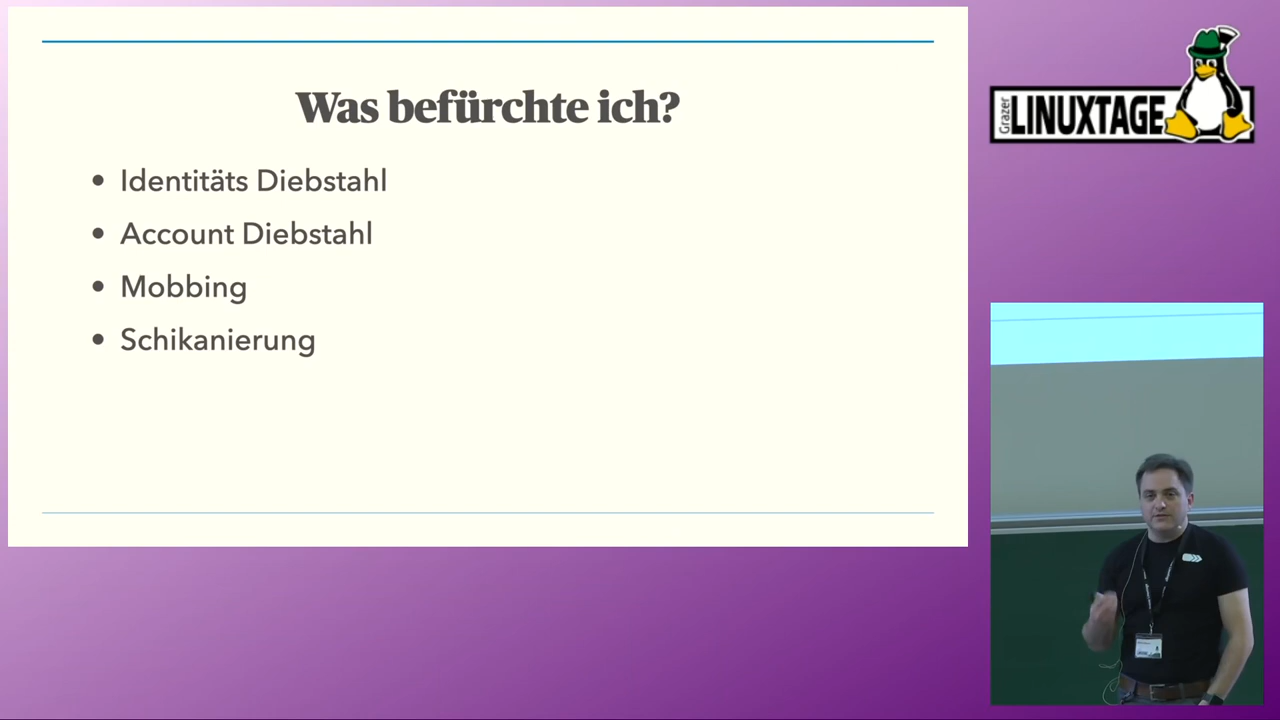 Was befürchte ich?
• Identitäts Diebstahl
• Account Diebstahl
• Mobbing
• Schikanierung
Grazer
LINUXTAGE